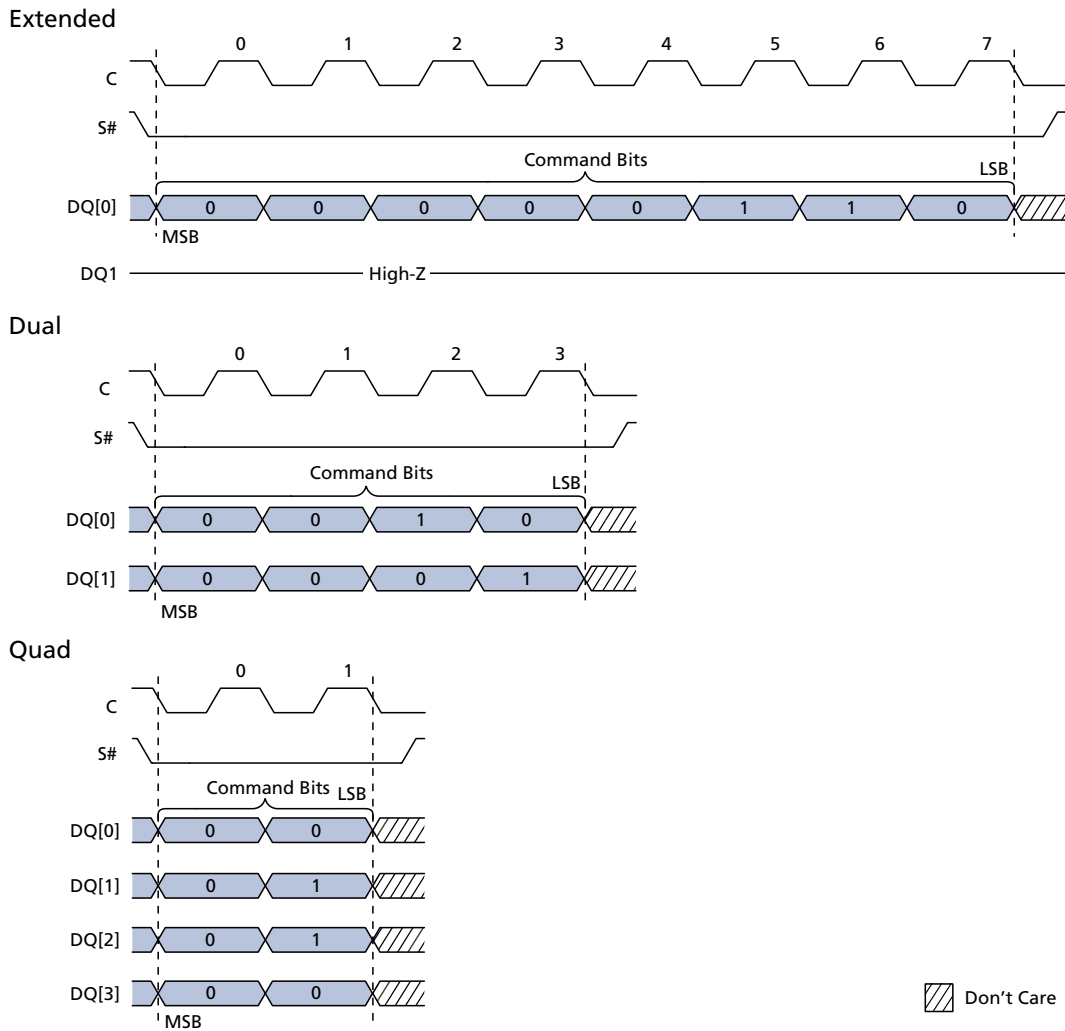 Extended
0 1 2 3 4 5 6 7
C
S#
Command Bits
LSB
DQ[0] 0 0 0 0 0 1 1 0
MSB
DQ1 High-Z
Dual
0 1 2 3
C
S#
Command Bits
LSB
DQ[0] 0 0 1 0
DQ[1] 0 0 0 1
MSB
Quad
0 1
C
S#
Command Bits LSB
DQ[0] 0 0
DQ[1] 0 1
DQ[2] 0 1
DQ[3] 0 0
MSB
Don't Care